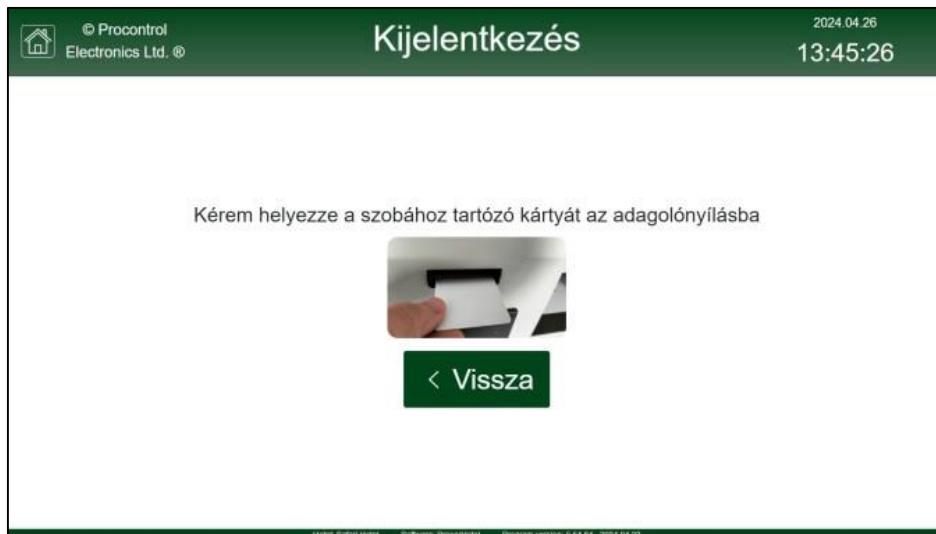 © Procontrol
Electronics Ltd. ®
Kijelentkezés
2024.04.26
13:45:26
Kérem helyezze a szobához tartózó kártyát az adagolónyílásba
< Vissza